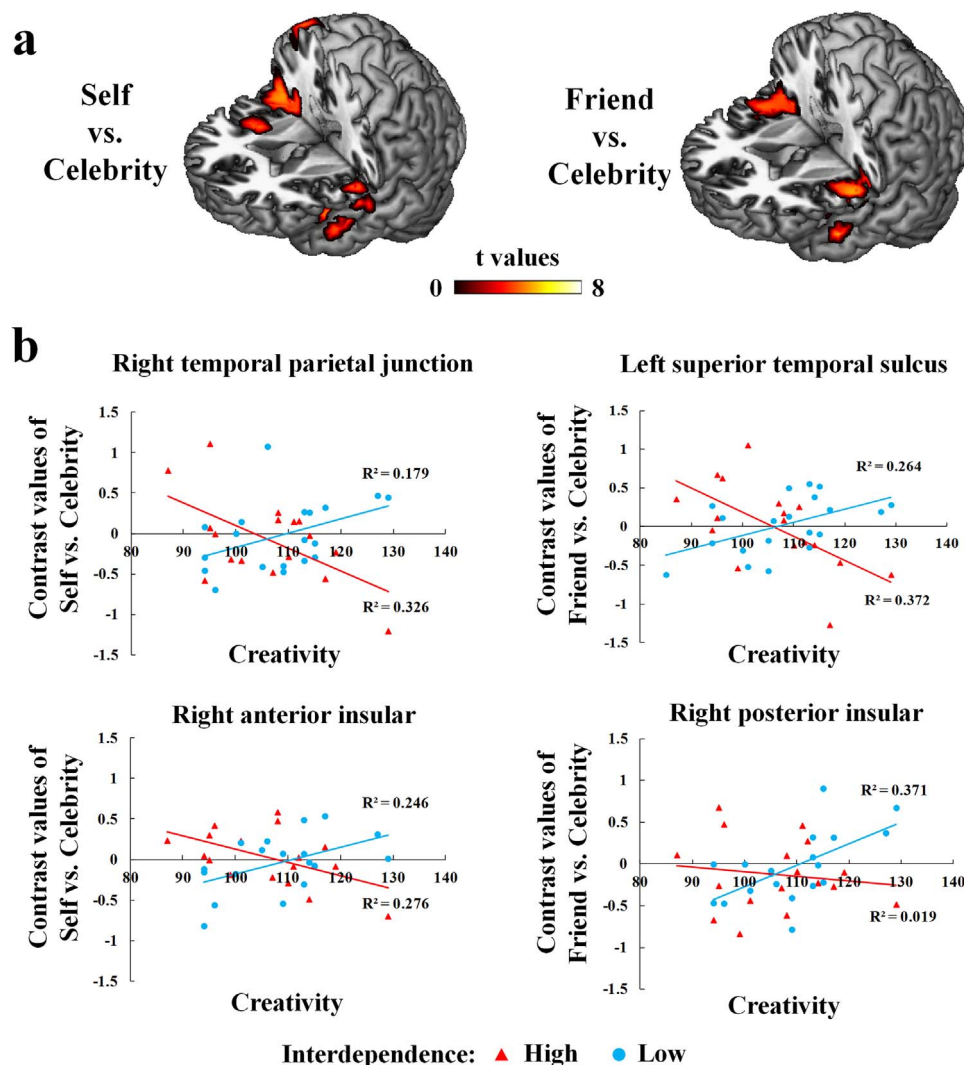 a
Self
vs.
Celebrity
Friend
vs.
Celebrity
t values
0 8
b
Right temporal parietal junction
Contrast values of
Self vs. Celebrity
1.5
1
0.5
0
-0.5
-1
-1.5
80 90 100 110 120 130 140
R² = 0.179
R² = 0.326
Creativity
Left superior temporal sulcus
Contrast values of
Friend vs. Celebrity
1.5
1
0.5
0
-0.5
-1
-1.5
80 90 100 110 120 130 140
R² = 0.264
R² = 0.372
Creativity
Right anterior insular
Contrast values of
Self vs. Celebrity
1.5
1
0.5
0
-0.5
-1
-1.5
80 90 100 110 120 130 140
R² = 0.246
R² = 0.276
Creativity
Right posterior insular
Contrast values of
Friend vs. Celebrity
1.5
1
0.5
0
-0.5
-1
-1.5
80 90 100 110 120 130 140
R² = 0.371
R² = 0.019
Creativity
Interdependence: High Low